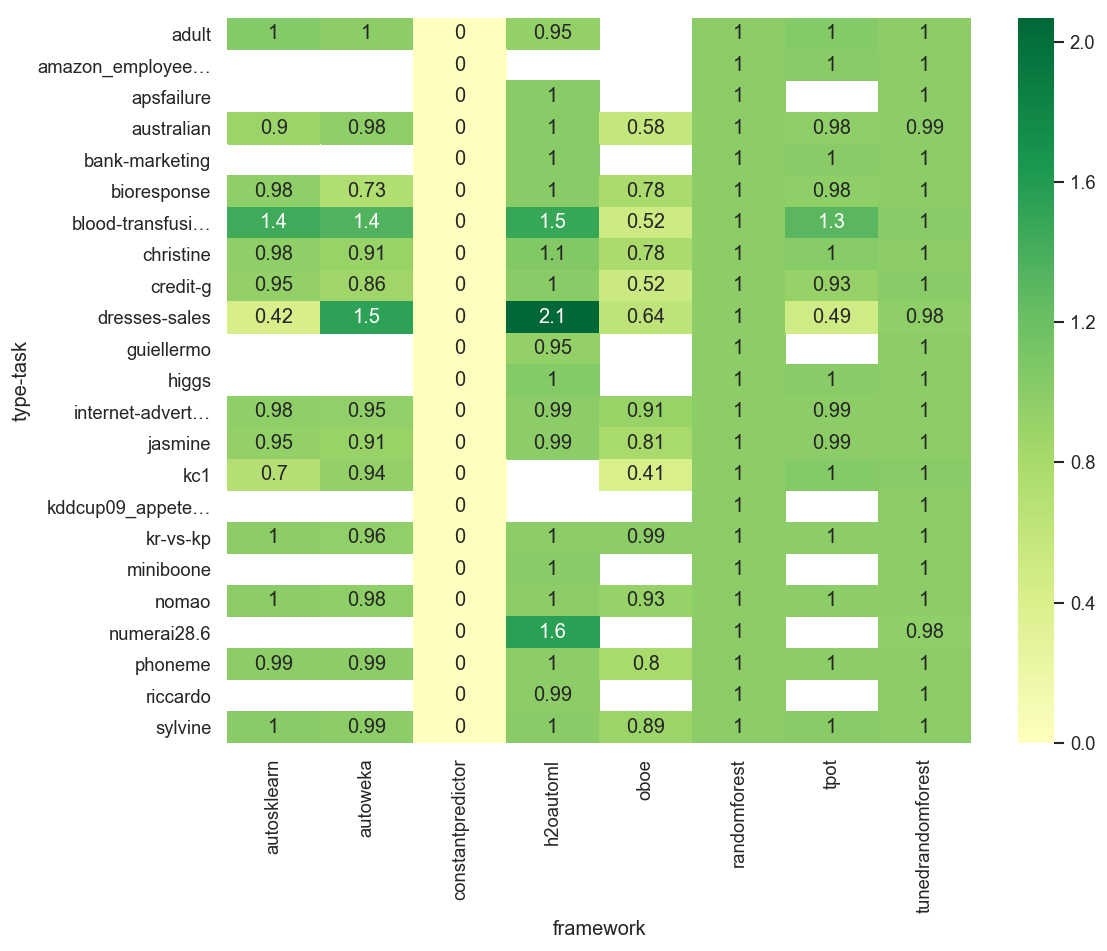 adult 1 1 0 0.95 1 1 1
amazon_employee… 0 1 1 1
apsfailure 0 1 1 1
australian 0.9 0.98 0 1 0.58 1 0.98 0.99
bank-marketing 0 1 1 1 1
bioresponse 0.98 0.73 0 1 0.78 1 0.98 1
blood-transfusi… 1.4 1.4 0 1.5 0.52 1 1.3 1
christine 0.98 0.91 0 1.1 0.78 1 1 1
credit-g 0.95 0.86 0 1 0.52 1 0.93 1
dresses-sales 0.42 1.5 0 2.1 0.64 1 0.49 0.98
guiellermo 0 0.95 1 1
higgs 0 1 1 1 1
internet-advert… 0.98 0.95 0 0.99 0.91 1 0.99 1
jasmine 0.95 0.91 0 0.99 0.81 1 0.99 1
kc1 0.7 0.94 0 0.41 1 1 1
kddcup09_appete… 0 1 1
kr-vs-kp 1 0.96 0 1 0.99 1 1 1
miniboone 0 1 1 1
nomao 1 0.98 0 1 0.93 1 1 1
numerai28.6 0 1.6 1 0.98
phoneme 0.99 0.99 0 1 0.8 1 1 1
riccardo 0 0.99 1 1
sylvine 1 0.99 0 1 0.89 1 1 1
type-task
autosklearn
autoweka
constantpredictor
h2oautoml
oboe
randomforest
tpot
tunedrandomforest
framework
2.0
1.6
1.2
0.8
0.4
0.0